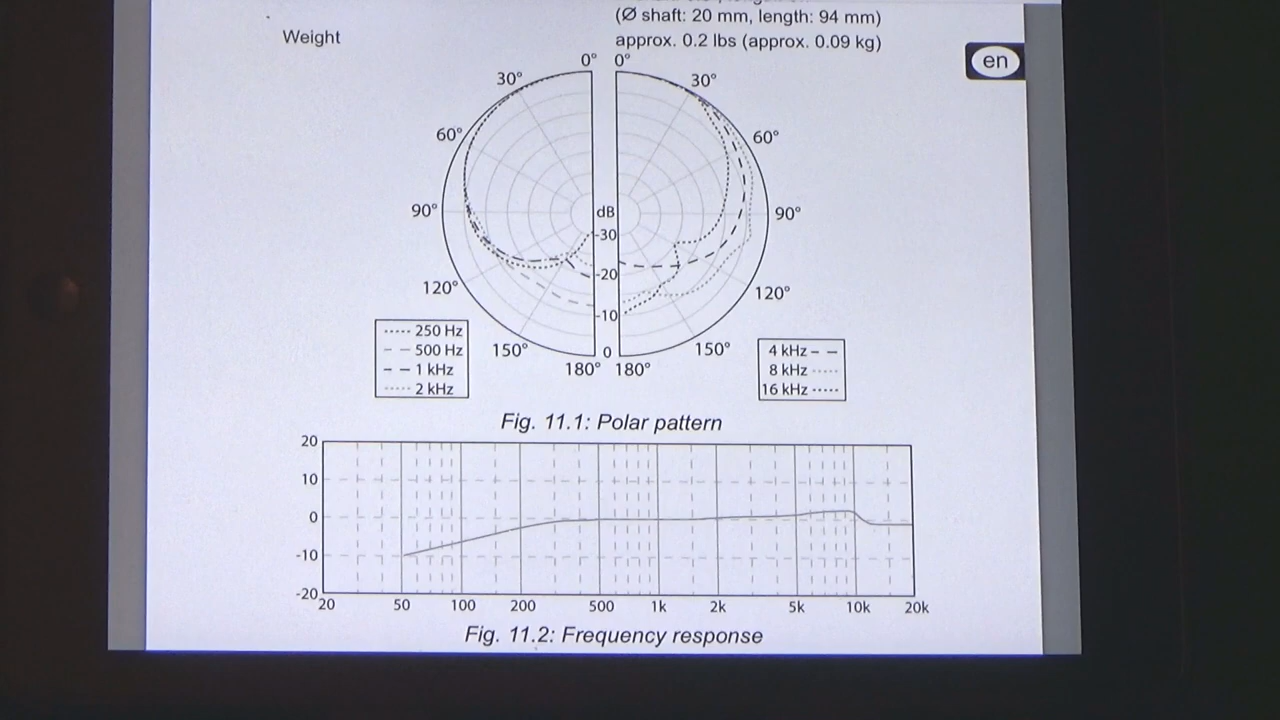 (Ø shaft: 20 mm, length: 94 mm)
Weight
approx. 0.2 lbs (approx. 0.09 kg)
en
0° 0°
30° 30°
60° 60°
90° dB 90°
-30
-20
120° 120°
-10
150° 0 150°
180° 180°
250 Hz
500 Hz
1 kHz
2 kHz
4 kHz
8 kHz
16 kHz
Fig. 11.1: Polar pattern
20
10
0
-10
-20
20 50 100 200 500 1k 2k 5k 10k 20k
Fig. 11.2: Frequency response